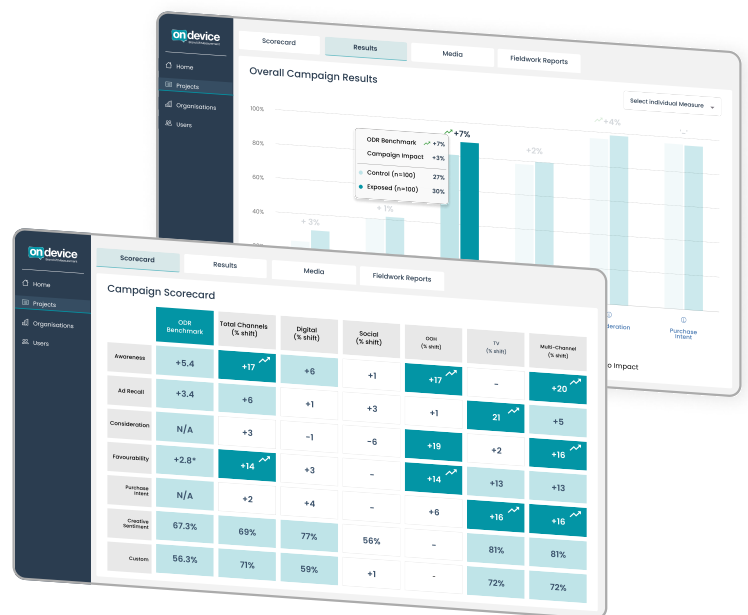 ondevice
Scorecard
Results
Media
Fieldwork Reports
Home
Projects
Organisations
Users
Overall Campaign Results
Select individual Measure
100%
80%
60%
40%
+ 3%
+ 1%
+7%
+2%
+4%
ODR Benchmark +7%
Campaign Impact +3%
Control (n=100) 27%
Exposed (n=100) 30%
Purchase
Intent
o Impact
ondevice
Scorecard
Results
Media
Fieldwork Reports
Home
Projects
Organisations
Users
Campaign Scorecard
ODR
Benchmark
Total Channels
(% shift)
Digital
(% shift)
Social
(% shift)
OOH
(% shift)
TV
(% shift)
Multi-Channel
(% shift)
Awareness +5.4 +17 +6 +1 +17 - +20
Ad Recall +3.4 +6 +1 +3 +1 21 +5
Consideration N/A +3 -1 -6 +19 +2 +16
Favourability +2.8* +14 +3 - +14 +13 +13
Purchase
Intent
N/A +2 +4 - +6 +16 +16
Creative
Sentiment
67.3% 69% 77% 56% - 81% 81%
Custom 56.3% 71% 59% +1 - 72% 72%